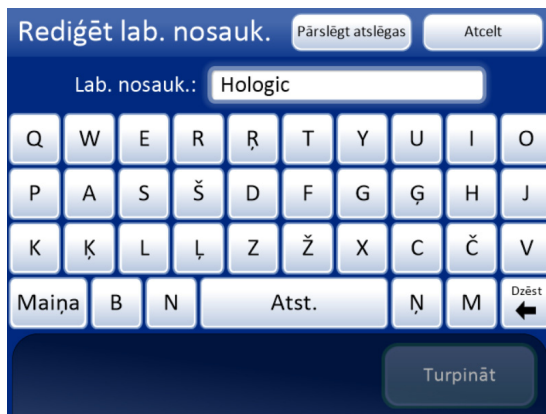 Rediģēt lab. nosauk. Pārslēgt atslēgas Atcelt
Lab. nosauk.: Hologic
Q W E R Ŗ T Y U I O
P A S Š D F G Ģ H J
K Ķ L Ļ Z Ž X C Č V
Maiņa B N Atst. Ņ M Dzēst
Turpināt